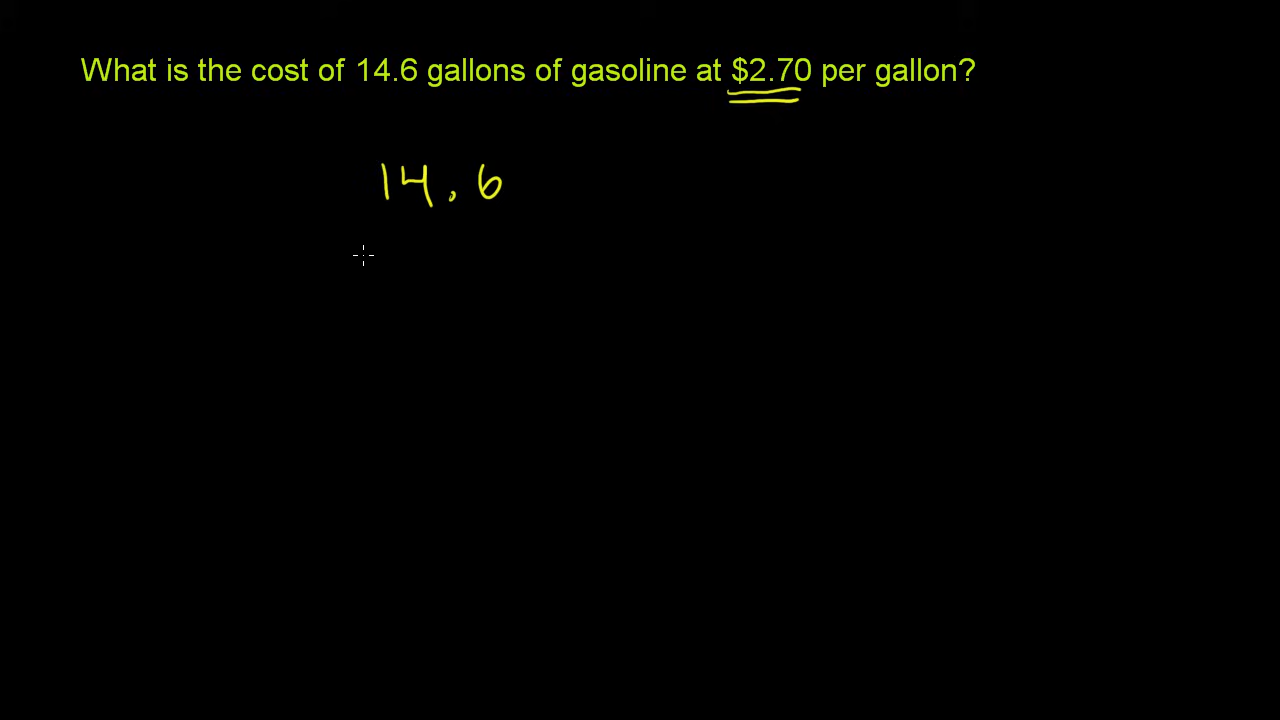 What is the cost of 14.6 gallons of gasoline at $2.70 per gallon?
14.6